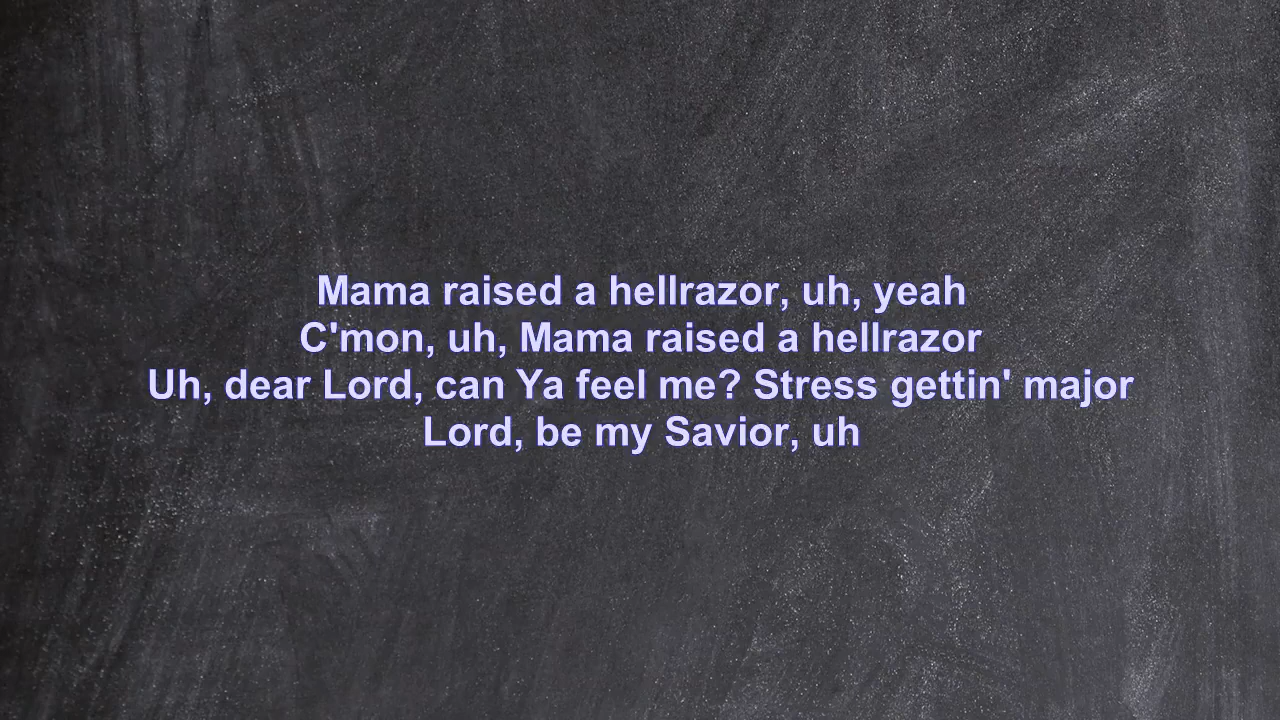 Mama raised a hellrazor, uh, yeah
C'mon, uh, Mama raised a hellrazor
Uh, dear Lord, can Ya feel me? Stress gettin' major
Lord, be my Savior, uh